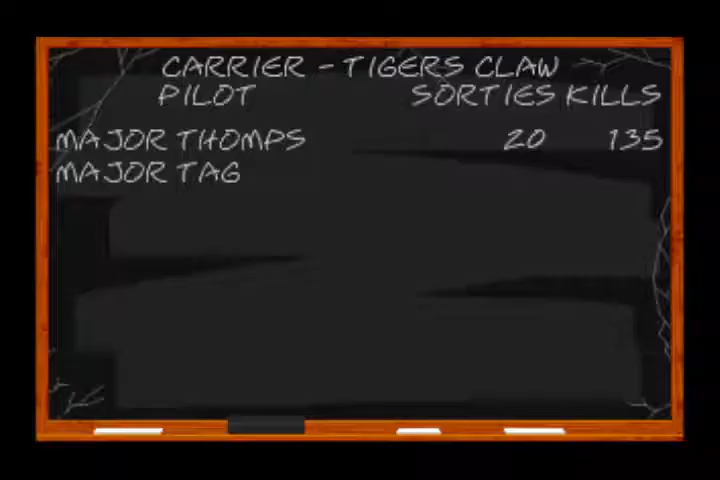 CARRIER - TIGERS CLAW
PILOT SORTIES KILLS
MAJOR THOMPS 20 135
MAJOR TAG